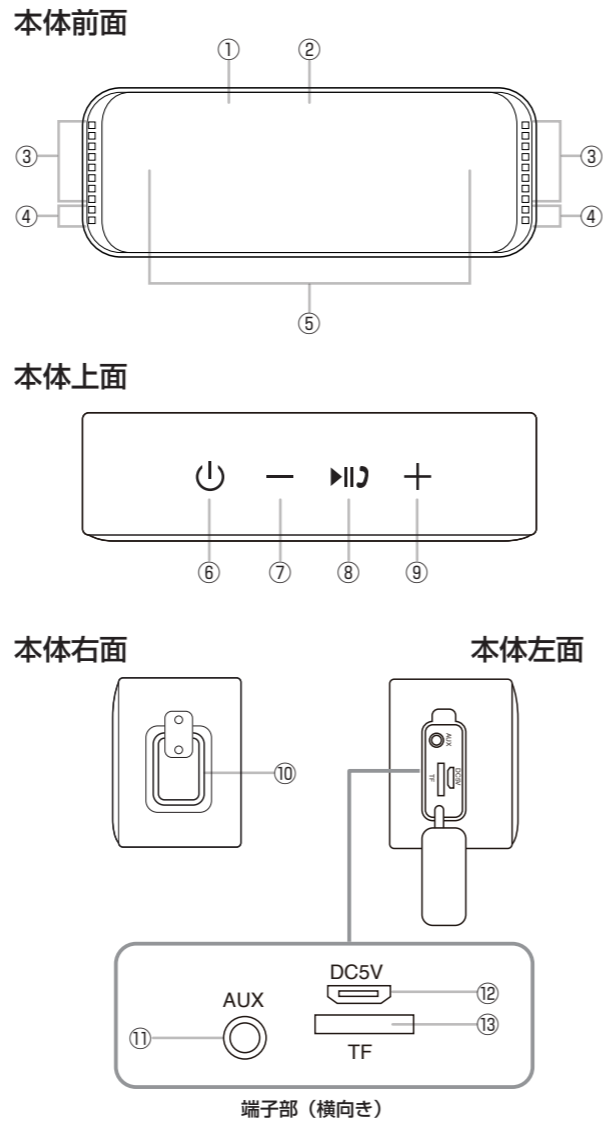 本体前面
① ②
③ ③
④ ④
⑤
本体上面
⑥ ⑦ ⑧ ⑨
本体右面 本体左面
⑩
AUX
DC5V
TF
DC5V
⑫
AUX
⑪ ⑬
TF
端子部（横向き）